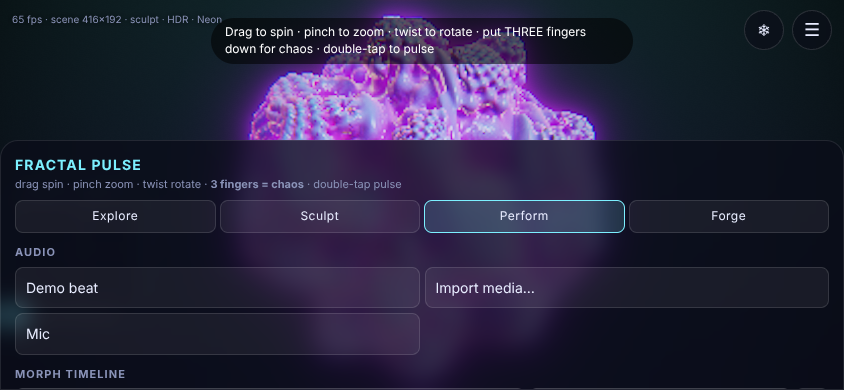 65 fps · scene 416×192 · sculpt · HDR · Neon
Drag to spin · pinch to zoom · twist to rotate · put THREE fingers
down for chaos · double-tap to pulse
FRACTAL PULSE
drag spin · pinch zoom · twist rotate · 3 fingers = chaos · double-tap pulse
Explore
Sculpt
Perform
Forge
AUDIO
Demo beat
Import media...
Mic
MORPH TIMELINE